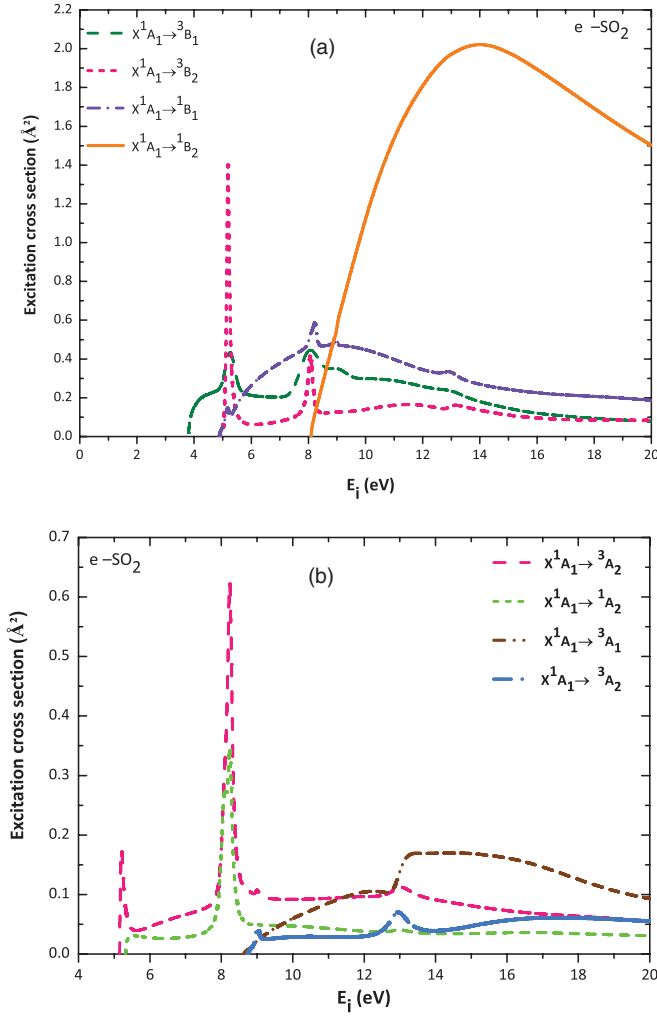 (a)
e –SO₂
X¹A₁→³B₁
X¹A₁→³B₂
X¹A₁→¹B₁
X¹A₁→¹B₂
Excitation cross section (Å²)
2.2
2.0
1.8
1.6
1.4
1.2
1.0
0.8
0.6
0.4
0.2
0.0
0 2 4 6 8 10 12 14 16 18 20
Eᵢ (eV)
e –SO₂
(b)
X¹A₁→ ³A₂
X¹A₁→ ¹A₂
X¹A₁→ ³A₁
X¹A₁→ ³A₂
Excitation cross section (Å²)
0.7
0.6
0.5
0.4
0.3
0.2
0.1
0.0
4 6 8 10 12 14 16 18 20
Eᵢ (eV)